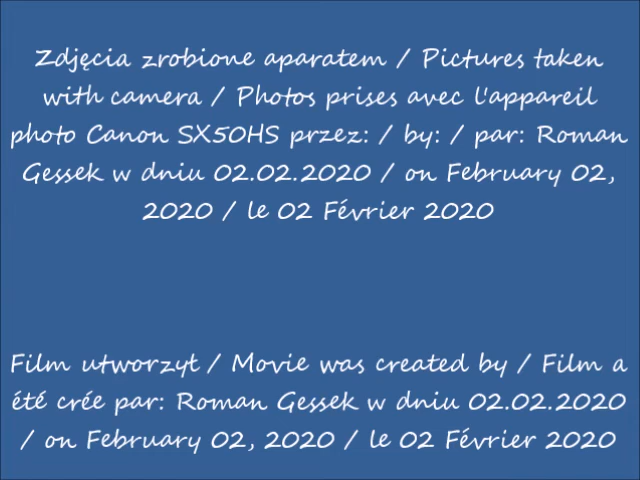 Zdjęcia zrobione aparatem / Pictures taken
with camera / Photos prises avec l'appareil
photo Canon SX50HS przez: / by: / par: Roman
Gessek w dniu 02.02.2020 / on February 02,
2020 / le 02 Février 2020
Film utworzył / Movie was created by / Film a
été crée par: Roman Gessek w dniu 02.02.2020
/ on February 02, 2020 / le 02 Février 2020